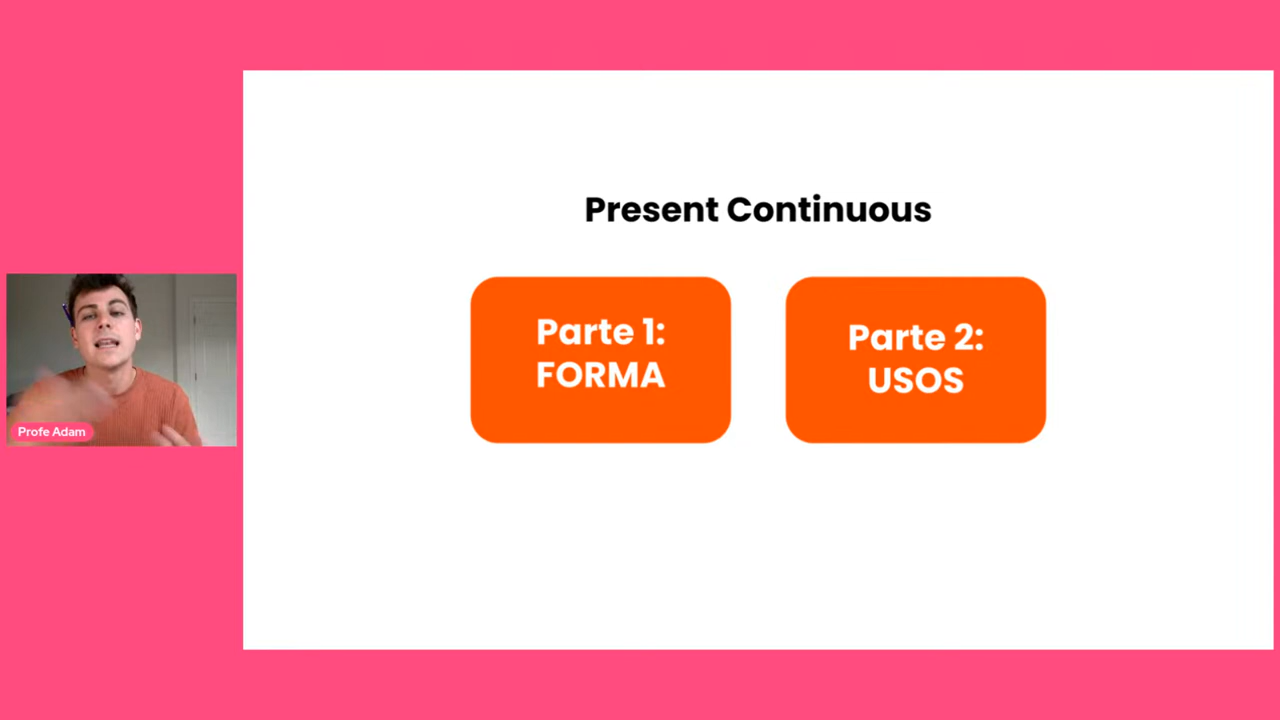 Present Continuous
Parte 1:
FORMA
Parte 2:
USOS
Profe Adam